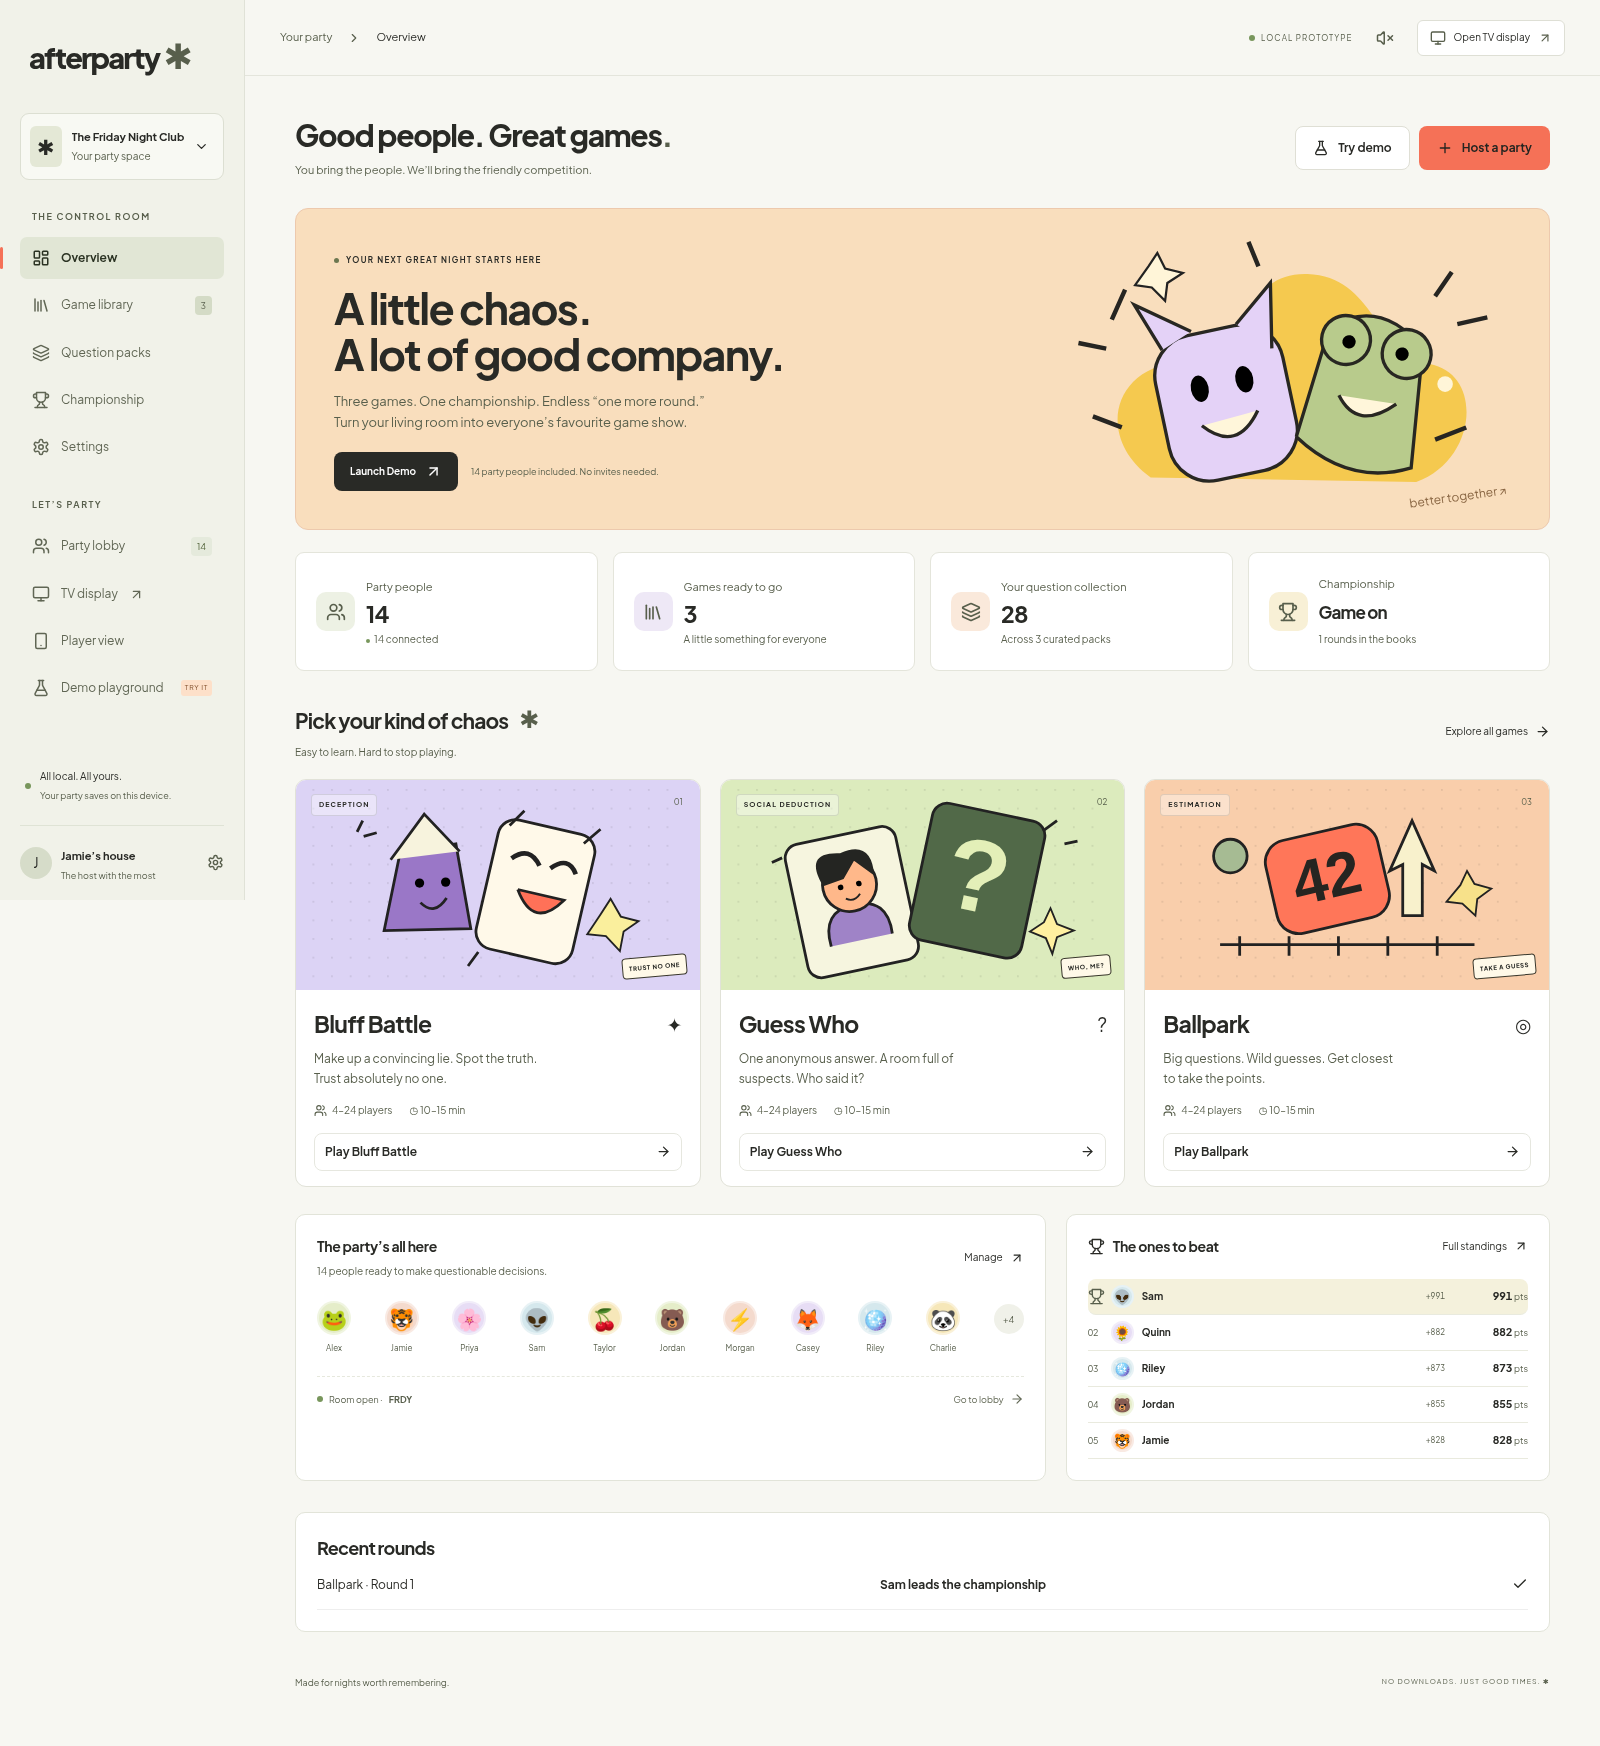 afterparty ✱
The Friday Night Club
Your party space
THE CONTROL ROOM
Overview
Game library 3
Question packs
Championship
Settings
LET'S PARTY
Party lobby 14
TV display
Player view
Demo playground TRY IT
All local. All yours.
Your party saves on this device.
J Jamie's house
The host with the most
Your party > Overview
LOCAL PROTOTYPE
Open TV display
Good people. Great games.
You bring the people. We'll bring the friendly competition.
Try demo
Host a party
YOUR NEXT GREAT NIGHT STARTS HERE
A little chaos.
A lot of good company.
Three games. One championship. Endless “one more round.”
Turn your living room into everyone's favourite game show.
Launch Demo
14 party people included. No invites needed.
better together
Party people
14
14 connected
Games ready to go
3
A little something for everyone
Your question collection
28
Across 3 curated packs
Championship
Game on
1 rounds in the books
Pick your kind of chaos ✱
Easy to learn. Hard to stop playing.
Explore all games
DECEPTION 01
TRUST NO ONE
Bluff Battle
Make up a convincing lie. Spot the truth.
Trust absolutely no one.
4–24 players 10–15 min
Play Bluff Battle
SOCIAL DEDUCTION 02
?
WHO, ME?
Guess Who ?
One anonymous answer. A room full of
suspects. Who said it?
4–24 players 10–15 min
Play Guess Who
ESTIMATION 03
42
TAKE A GUESS
Ballpark
Big questions. Wild guesses. Get closest
to take the points.
4–24 players 10–15 min
Play Ballpark
The party's all here
14 people ready to make questionable decisions.
Manage
+4
Alex Jamie Priya Sam Taylor Jordan Morgan Casey Riley Charlie
Room open · FRDY
Go to lobby
The ones to beat
Full standings
Sam +991 991 pts
02 Quinn +882 882 pts
03 Riley +873 873 pts
04 Jordan +855 855 pts
05 Jamie +828 828 pts
Recent rounds
Ballpark · Round 1 Sam leads the championship
Made for nights worth remembering.
NO DOWNLOADS. JUST GOOD TIMES. ✱